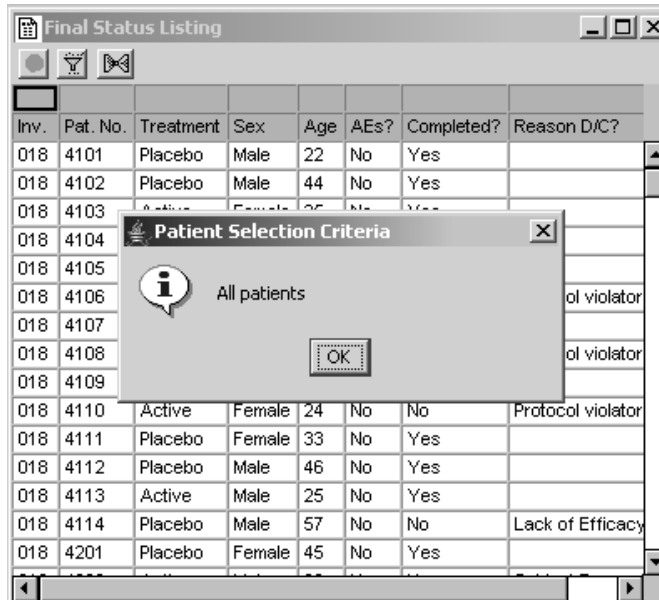 Final Status Listing
Inv. Pat. No. Treatment Sex Age AEs? Completed? Reason D/C?
018 4101 Placebo Male 22 No Yes
018 4102 Placebo Male 44 No Yes
018 4103
018 4104
Patient Selection Criteria
018 4105
018 4106 ol violator
All patients
018 4107
018 4108 ol violator
OK
018 4109
018 4110 Active Female 24 No No Protocol violator
018 4111 Placebo Female 33 No Yes
018 4112 Placebo Male 46 No Yes
018 4113 Active Male 25 No Yes
018 4114 Placebo Male 57 No No Lack of Efficacy
018 4201 Placebo Female 45 No Yes